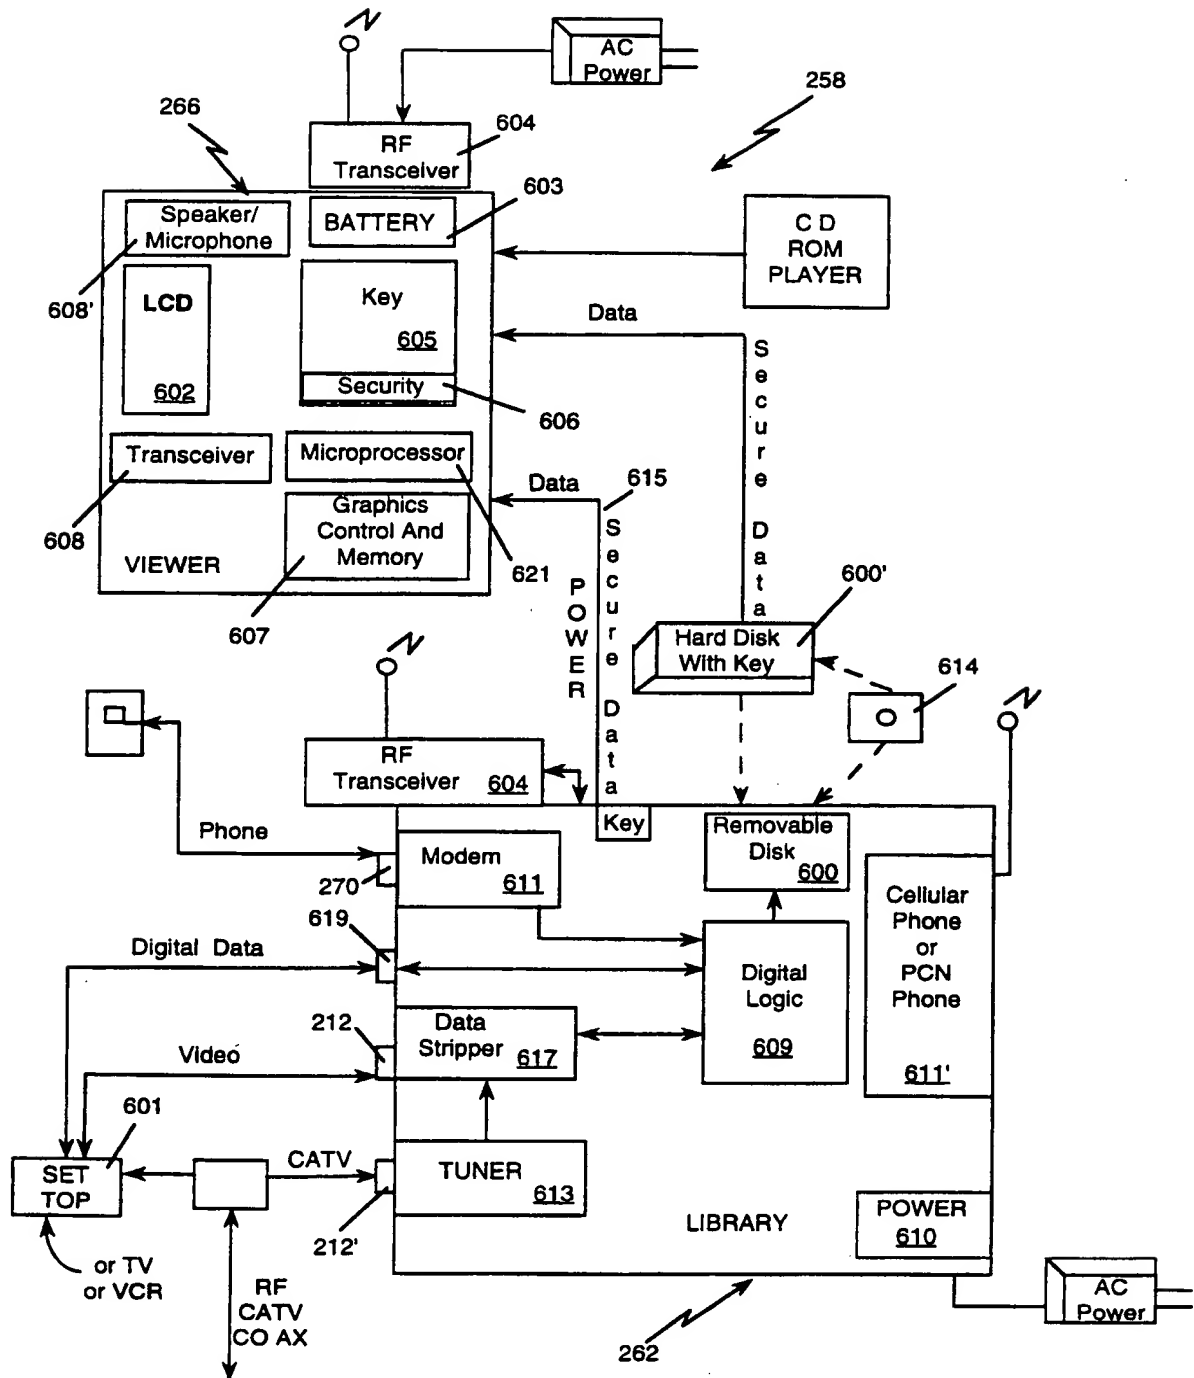 AC
Power
258
266
604
RF
Transceiver
603
Speaker/
Microphone
BATTERY
C D
ROM
PLAYER
608'
LCD
602
Key
605
Security
606
Data
Secure Data
Transceiver
Microprocessor
608
Graphics
Control And
Memory
621
VIEWER
607
Data
615
Secure Data
POWER
600'
Hard Disk
With Key
614
RF
Transceiver
604
Key
Removable
Disk
600
Phone
270
Modem
611
Cellular
Phone
or
PCN
Phone
611'
619
Digital Data
Digital
Logic
609
212
Data
Stripper
617
Video
601
SET
TOP
CATV
TUNER
613
212'
LIBRARY
POWER
610
or TV
or VCR
RF
CATV
CO AX
262
AC
Power